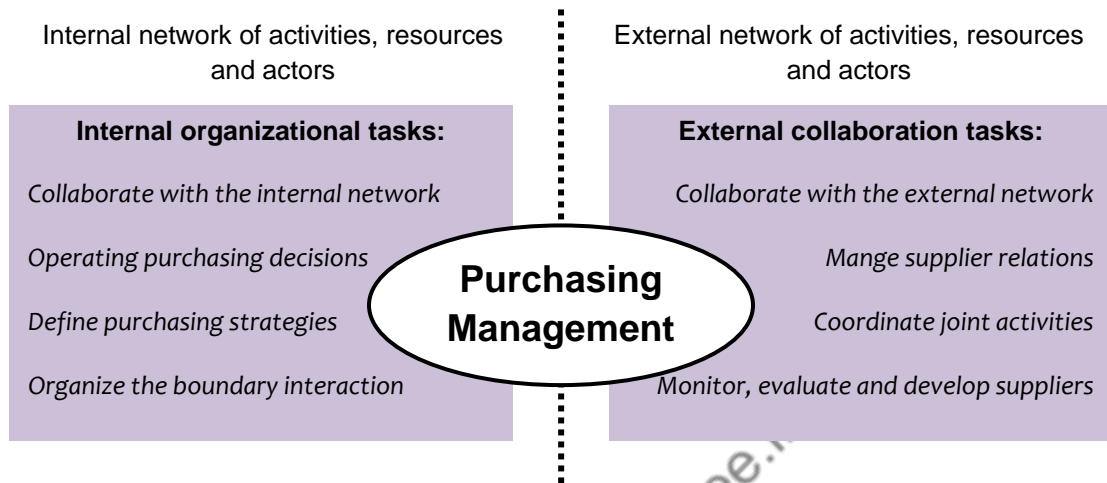 Internal network of activities, resources
and actors
Internal organizational tasks:
Collaborate with the internal network
Operating purchasing decisions
Define purchasing strategies
Organize the boundary interaction
Purchasing
Management
External network of activities, resources
and actors
External collaboration tasks:
Collaborate with the external network
Mange supplier relations
Coordinate joint activities
Monitor, evaluate and develop suppliers